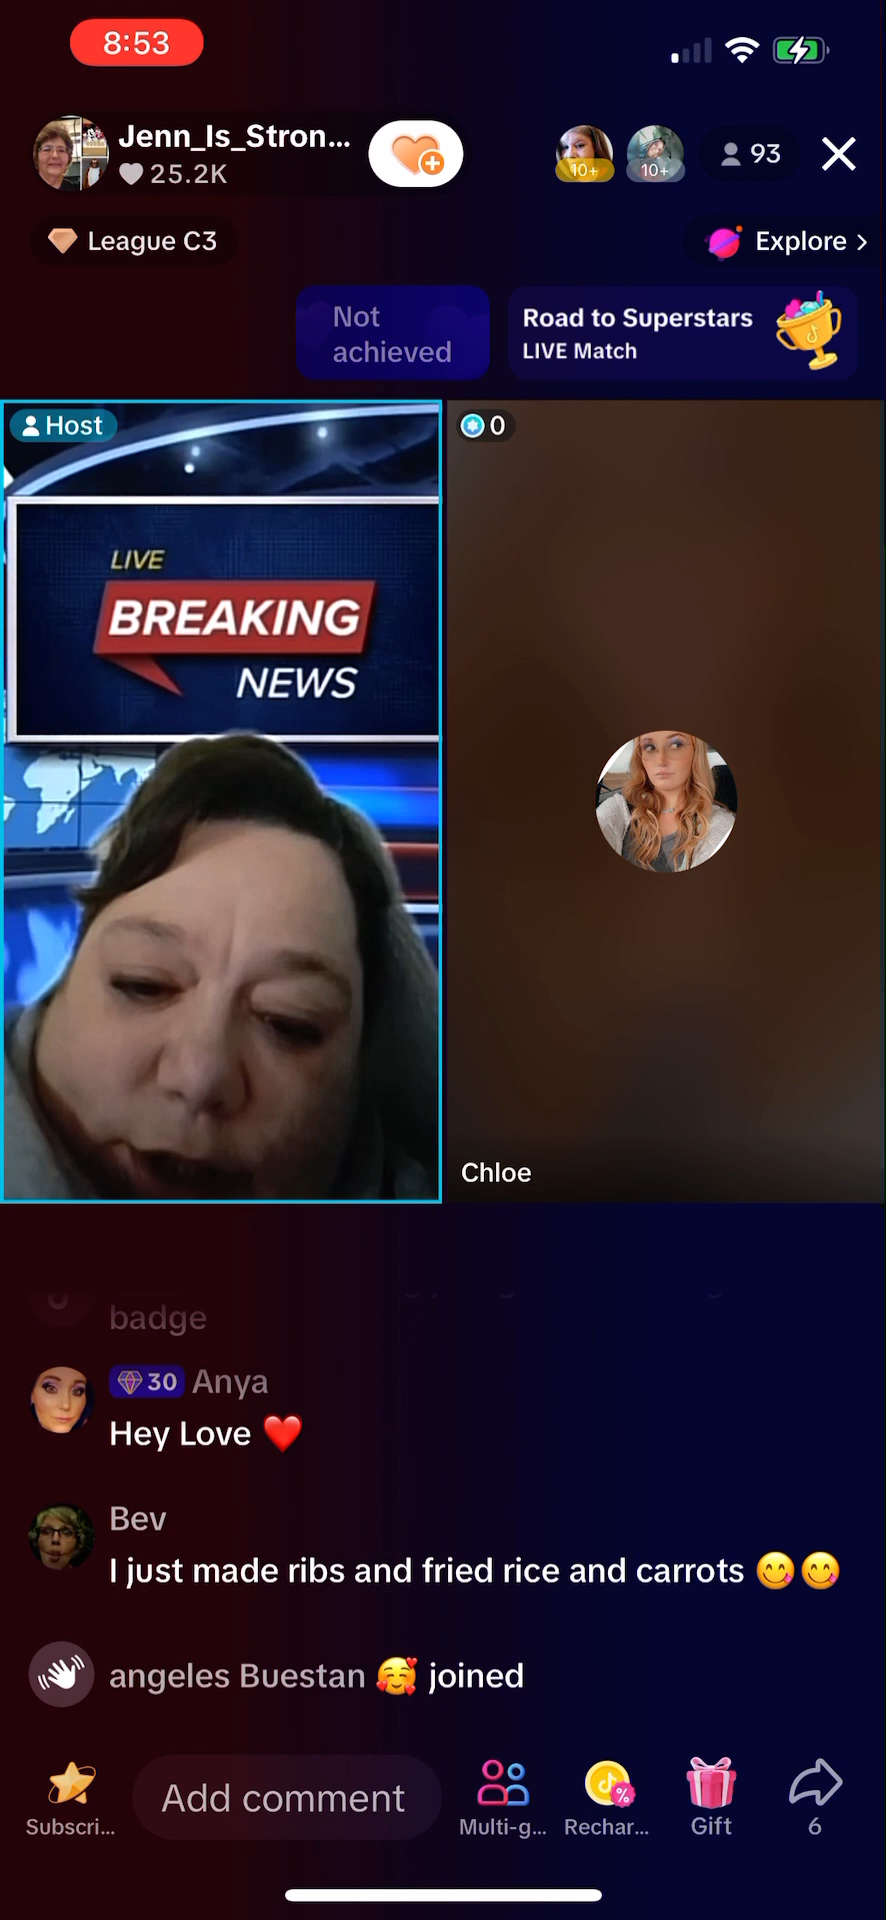 8:53
Jenn_Is_Stron...
25.2K
10+
10+
93
League C3
Explore >
Not
achieved
Road to Superstars
LIVE Match
Host
0
LIVE
BREAKING
NEWS
Chloe
badge
30 Anya
Hey Love ❤️
Bev
I just made ribs and fried rice and carrots 😋😋
angeles Buestan 🥰 joined
Subscri...
Add comment
Multi-g...
Rechar...
Gift
6